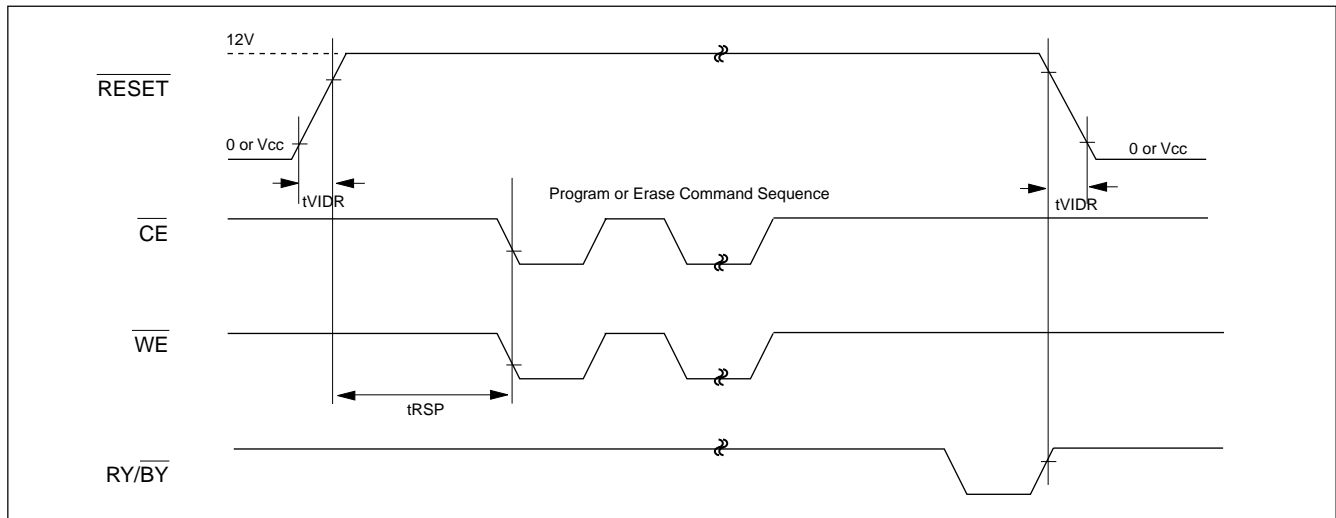 12V
RESET
0 or Vcc
0 or Vcc
tVIDR
Program or Erase Command Sequence
tVIDR
CE
WE
tRSP
RY/BY